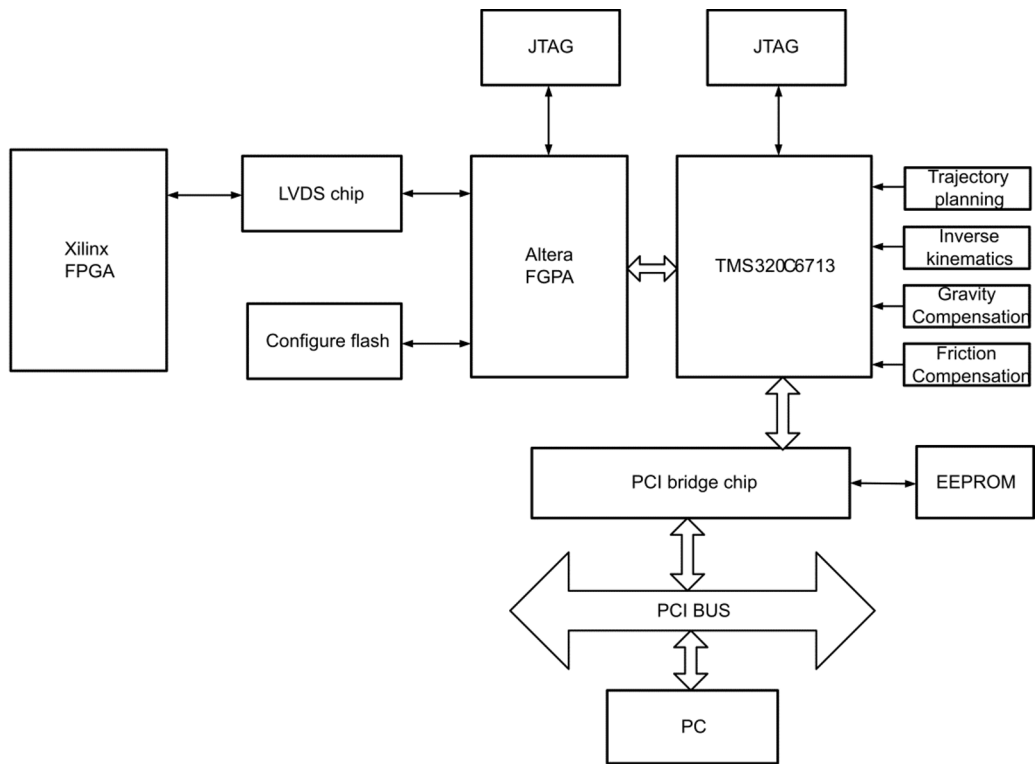 JTAG
JTAG
Xilinx
FPGA
LVDS chip
Configure flash
Altera
FGPA
TMS320C6713
Trajectory
planning
Inverse
kinematics
Gravity
Compensation
Friction
Compensation
PCI bridge chip
EEPROM
PCI BUS
PC